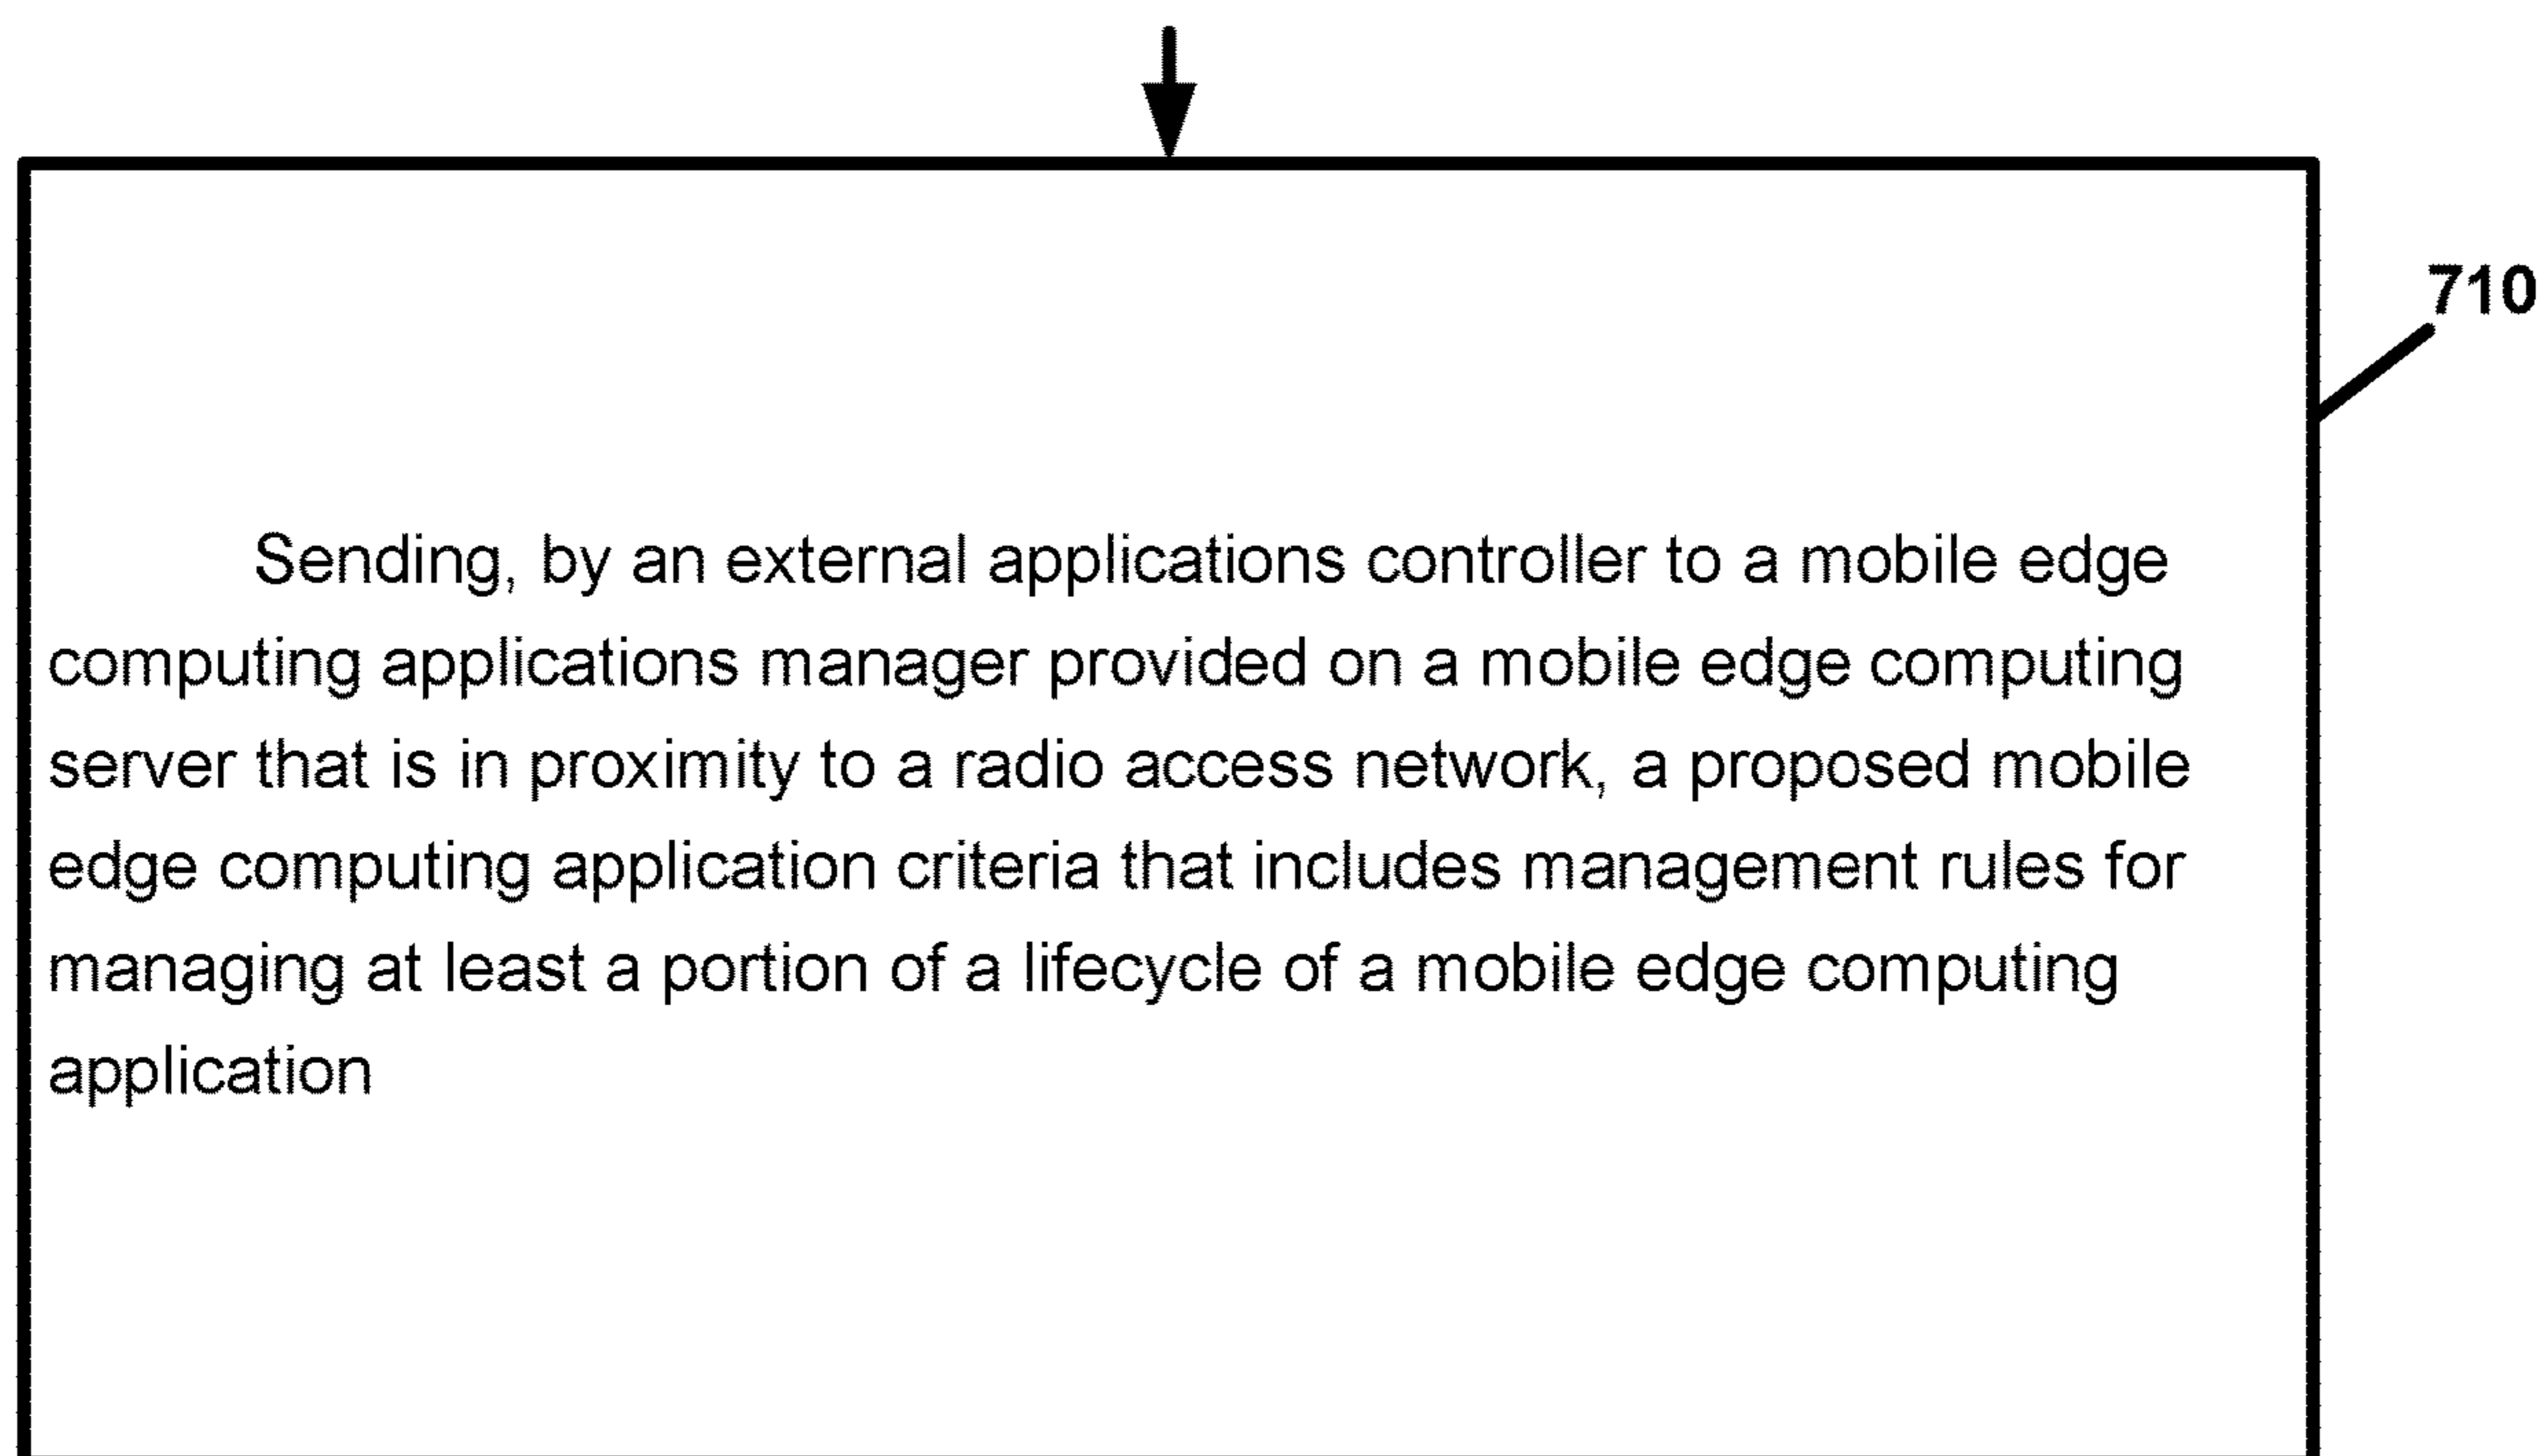 710
Sending, by an external applications controller to a mobile edge
computing applications manager provided on a mobile edge computing
server that is in proximity to a radio access network, a proposed mobile
edge computing application criteria that includes management rules for
managing at least a portion of a lifecycle of a mobile edge computing
application